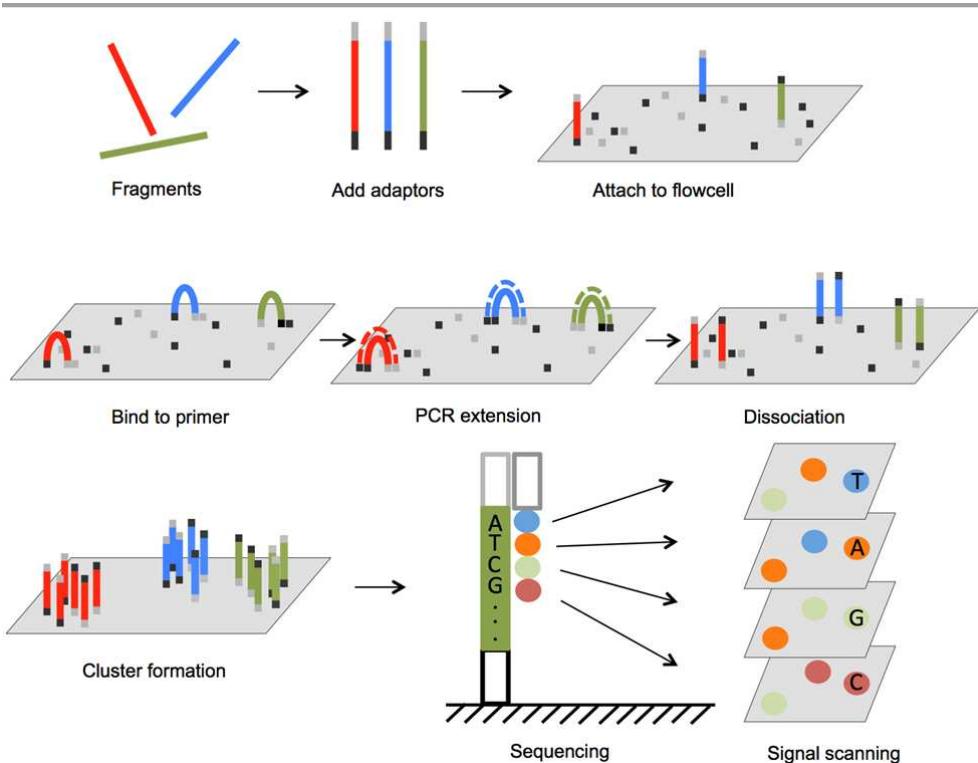 Fragments
Add adaptors
Attach to flowcell
Bind to primer
PCR extension
Dissociation
Cluster formation
A
T
C
G
.
.
.
T
A
G
C
Sequencing
Signal scanning